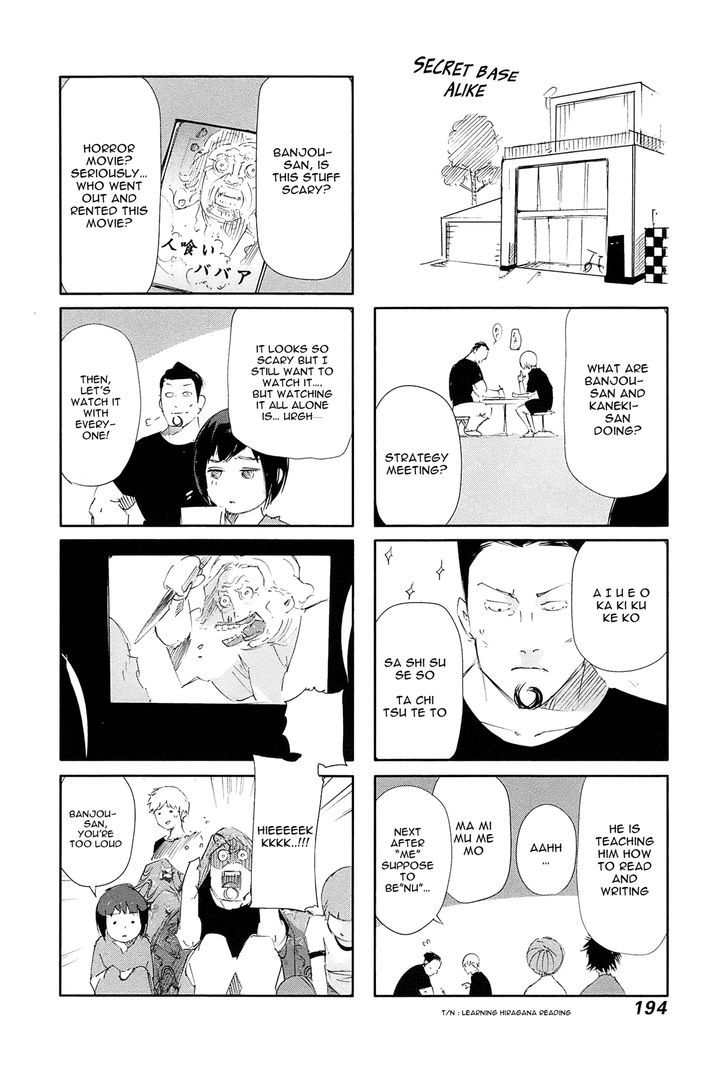 SECRET BASE
ALIKE
WHAT ARE
BANJOU-
SAN AND
KANEKI-
SAN
DOING?
STRATEGY
MEETING?
A I U E O
KA KI KU
KE KO
SA SHI SU
SE SO
TA CHI
TSU TE TO
HE IS
TEACHING
HIM HOW
TO READ
AND
WRITING
AAHH
...
MA MI
MU ME
MO
NEXT
AFTER
"ME"
SUPPOSE
TO
BE"NU"...
T/N : LEARNING HIRAGANA READING
194
BANJOU-
SAN, IS
THIS STUFF
SCARY?
HORROR
MOVIE?
SERIOUSLY...
WHO WENT
OUT AND
RENTED THIS
MOVIE?
人喰い
ババア
IT LOOKS SO
SCARY BUT I
STILL WANT TO
WATCH IT....
BUT WATCHING
IT ALL ALONE
IS... URGH—
THEN,
LET'S
WATCH IT
WITH
EVERY-
ONE!
HIEEEEEK
KKKK..!!!
BANJOU-
SAN,
YOU'RE
TOO LOUD